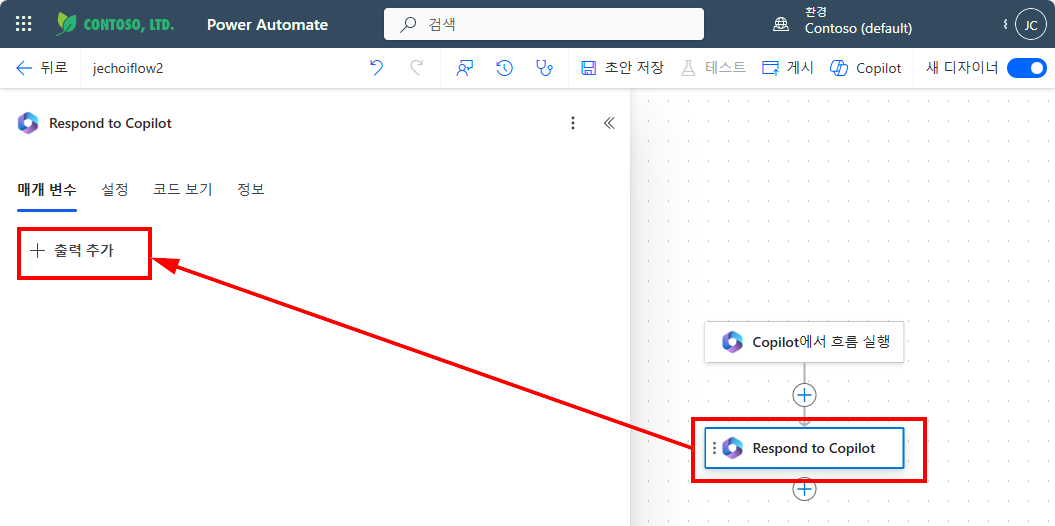 CONTOSO, LTD.
Power Automate
검색
환경
Contoso (default)
JC
뒤로
jechoiflow2
초안 저장
테스트
게시
Copilot
새 디자이너
Respond to Copilot
매개 변수
설정
코드 보기
정보
출력 추가
Copilot에서 흐름 실행
Respond to Copilot